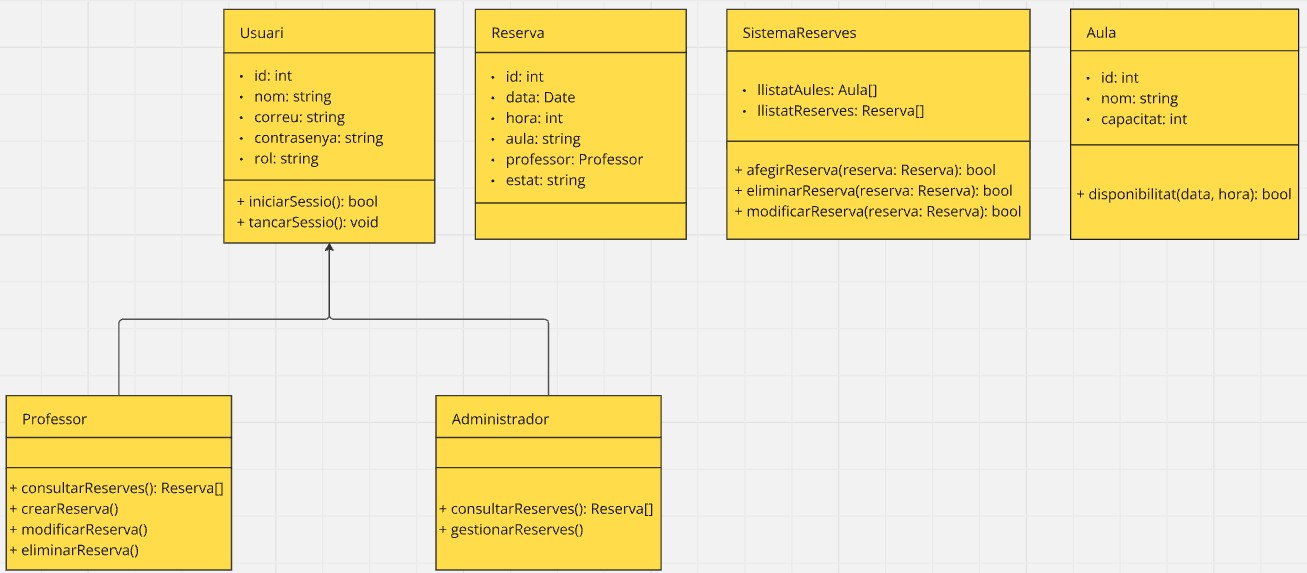 Usuari
• id: int
• nom: string
• correu: string
• contrasenya: string
• rol: string
+ iniciarSessio(): bool
+ tancarSessio(): void
Reserva
• id: int
• data: Date
• hora: int
• aula: string
• professor: Professor
• estat: string
SistemaReserves
• llistatAules: Aula[]
• llistatReserves: Reserva[]
+ afegirReserva(reserva: Reserva): bool
+ eliminarReserva(reserva: Reserva): bool
+ modificarReserva(reserva: Reserva): bool
Aula
• id: int
• nom: string
• capacitat: int
+ disponibilitat(data, hora): bool
Professor
+ consultarReserves(): Reserva[]
+ crearReserva()
+ modificarReserva()
+ eliminarReserva()
Administrador
+ consultarReserves(): Reserva[]
+ gestionarReserves()